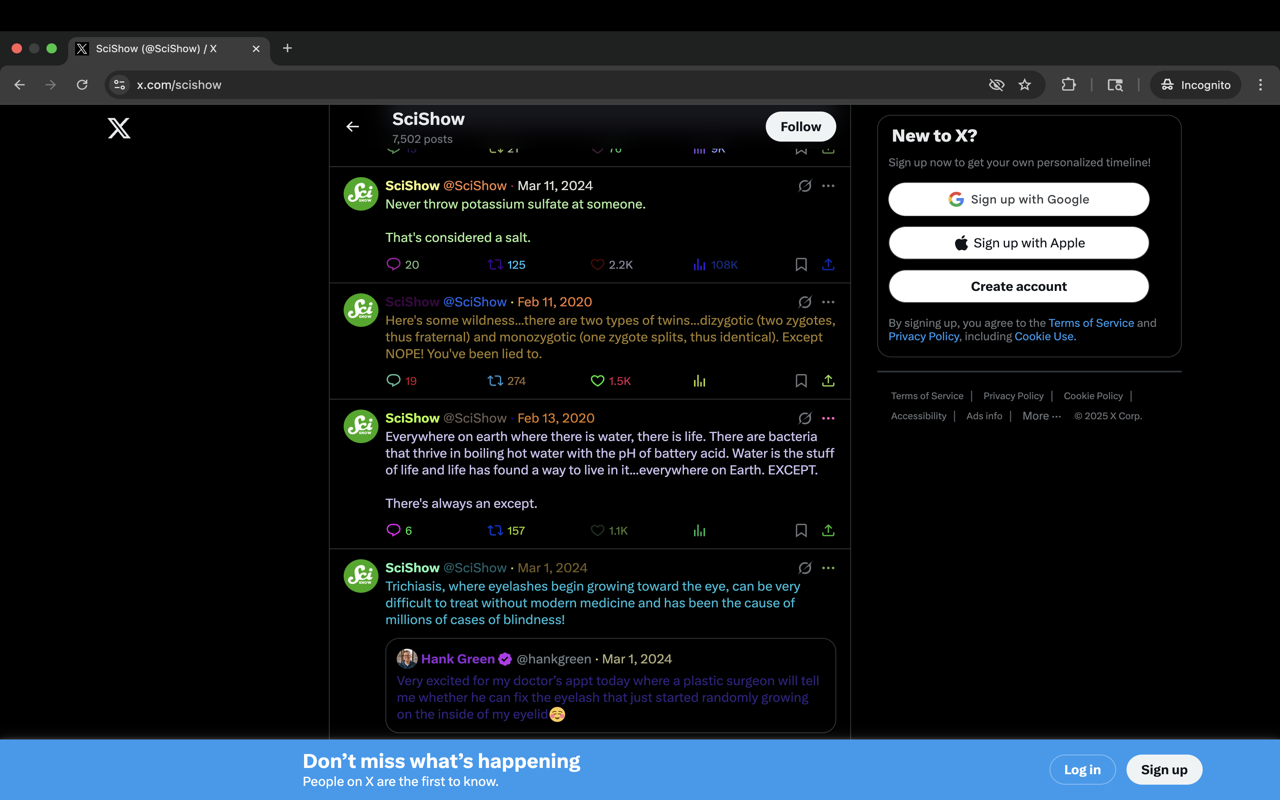 SciShow (@SciShow) / X
x.com/scishow
Incognito
SciShow
7,502 posts
Follow
SciShow @SciShow · Mar 11, 2024
Never throw potassium sulfate at someone.
That's considered a salt.
20 125 2.2K 108K
SciShow @SciShow · Feb 11, 2020
Here's some wildness...there are two types of twins...dizygotic (two zygotes,
thus fraternal) and monozygotic (one zygote splits, thus identical). Except
NOPE! You've been lied to.
19 274 1.5K
SciShow @SciShow · Feb 13, 2020
Everywhere on earth where there is water, there is life. There are bacteria
that thrive in boiling hot water with the pH of battery acid. Water is the stuff
of life and life has found a way to live in it...everywhere on Earth. EXCEPT.
There's always an except.
6 157 1.1K
SciShow @SciShow · Mar 1, 2024
Trichiasis, where eyelashes begin growing toward the eye, can be very
difficult to treat without modern medicine and has been the cause of
millions of cases of blindness!
Hank Green @hankgreen · Mar 1, 2024
Very excited for my doctor's appt today where a plastic surgeon will tell
me whether he can fix the eyelash that just started randomly growing
on the inside of my eyelid☺️
New to X?
Sign up now to get your own personalized timeline!
Sign up with Google
Sign up with Apple
Create account
By signing up, you agree to the Terms of Service and
Privacy Policy, including Cookie Use.
Terms of Service | Privacy Policy | Cookie Policy |
Accessibility | Ads info | More ··· © 2025 X Corp.
Don't miss what's happening
People on X are the first to know.
Log in
Sign up